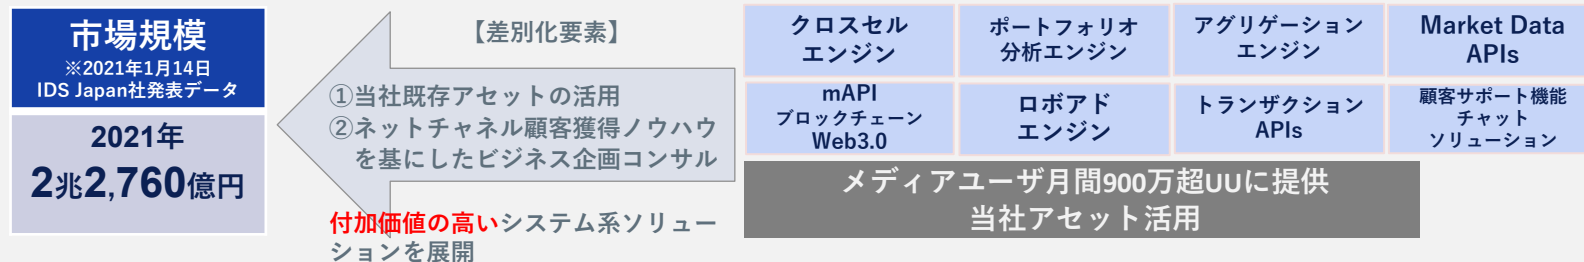 市場規模
※2021年1月14日
IDS Japan社発表データ
2021年
2兆2,760億円
【差別化要素】
①当社既存アセットの活用
②ネットチャネル顧客獲得ノウハウ
を基にしたビジネス企画コンサル
付加価値の高いシステム系ソリュー
ションを展開
クロスセル
エンジン
ポートフォリオ
分析エンジン
アグリゲーション
エンジン
Market Data
APIs
mAPI
ブロックチェーン
Web3.0
ロボアド
エンジン
トランザクション
APIs
顧客サポート機能
チャット
ソリューション
メディアユーザ月間900万超UUに提供
当社アセット活用